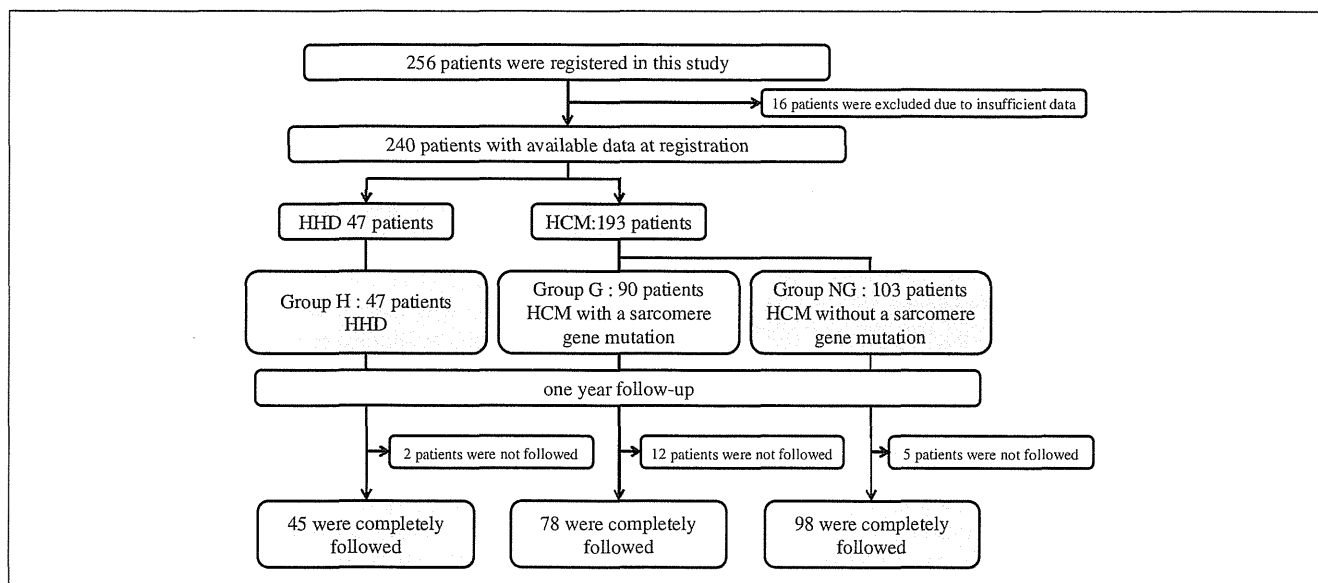 256 patients were registered in this study
16 patients were excluded due to insufficient data
240 patients with available data at registration
HHD 47 patients
HCM:193 patients
Group H : 47 patients
HHD
Group G : 90 patients
HCM with a sarcomere
gene mutation
Group NG : 103 patients
HCM without a sarcomere
gene mutation
one year follow-up
2 patients were not followed
12 patients were not followed
5 patients were not followed
45 were completely
followed
78 were completely
followed
98 were completely
followed